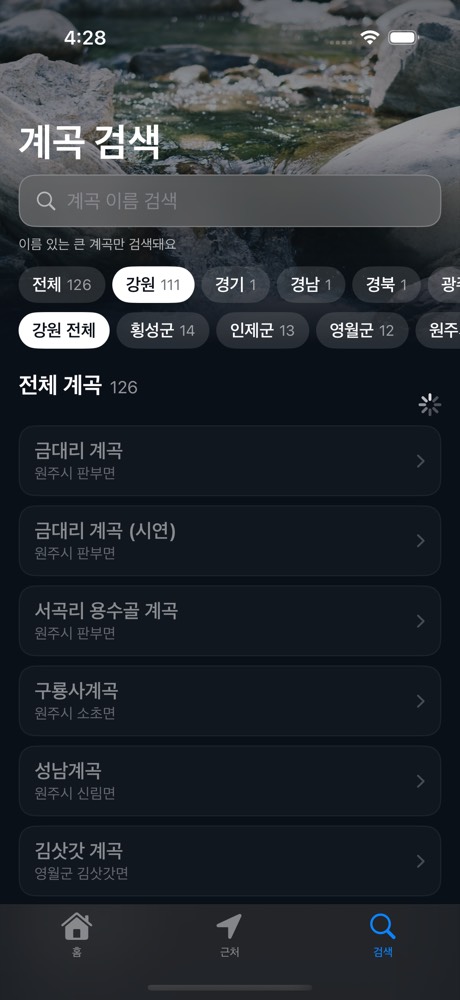 4:28
계곡 검색
계곡 이름 검색
이름 있는 큰 계곡만 검색돼요
전체 126 강원 111 경기 1 경남 1 경북 1
강원 전체 횡성군 14 인제군 13 영월군 12 원주
전체 계곡 126
금대리 계곡
원주시 판부면
금대리 계곡 (시연)
원주시 판부면
서곡리 용수골 계곡
원주시 판부면
구룡사계곡
원주시 소초면
성남계곡
원주시 신림면
김삿갓 계곡
영월군 김삿갓면
홈 근처 검색